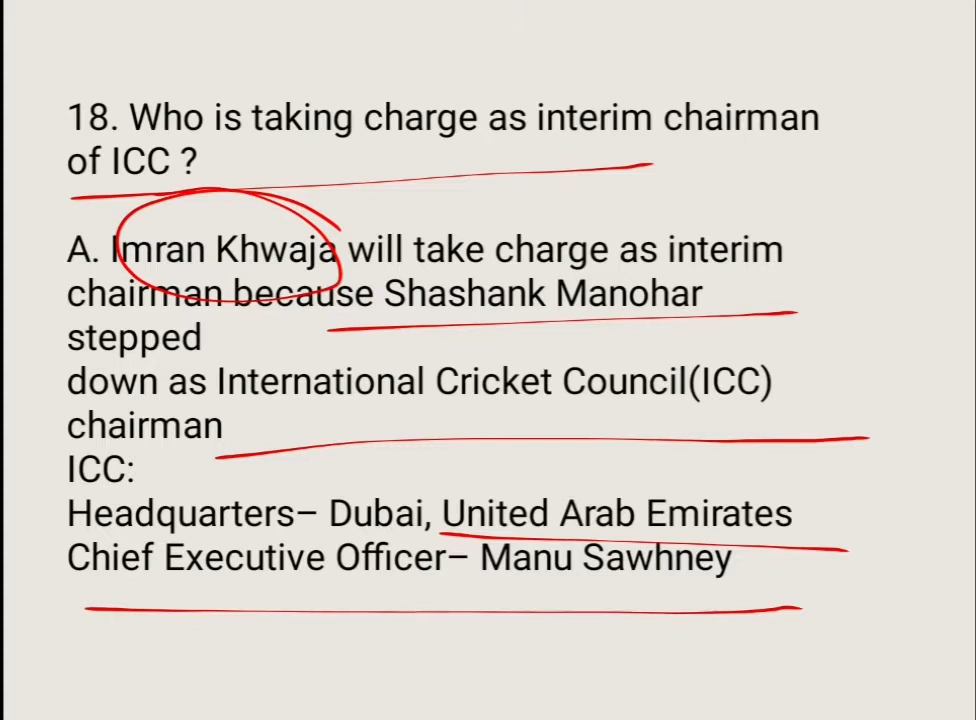 18. Who is taking charge as interim chairman
of ICC ?
A. Imran Khwaja will take charge as interim
chairman because Shashank Manohar
stepped
down as International Cricket Council(ICC)
chairman
ICC:
Headquarters– Dubai, United Arab Emirates
Chief Executive Officer– Manu Sawhney